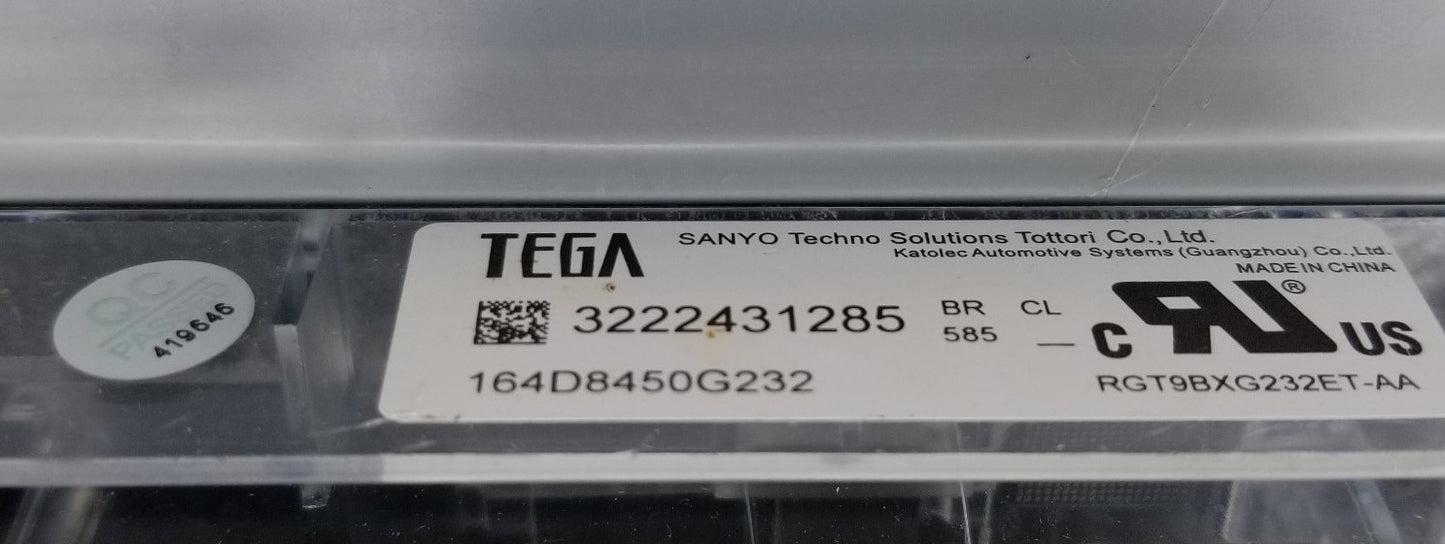 TEGA
SANYO Techno Solutions Tottori Co.,Ltd.
Katolec Automotive Systems (Guangzhou) Co.,Ltd.
MADE IN CHINA
3222431285
BR CL
585 _
164D8450G232
c RU ® US
RGT9BXG232ET-AA
QC
PASSED
419646